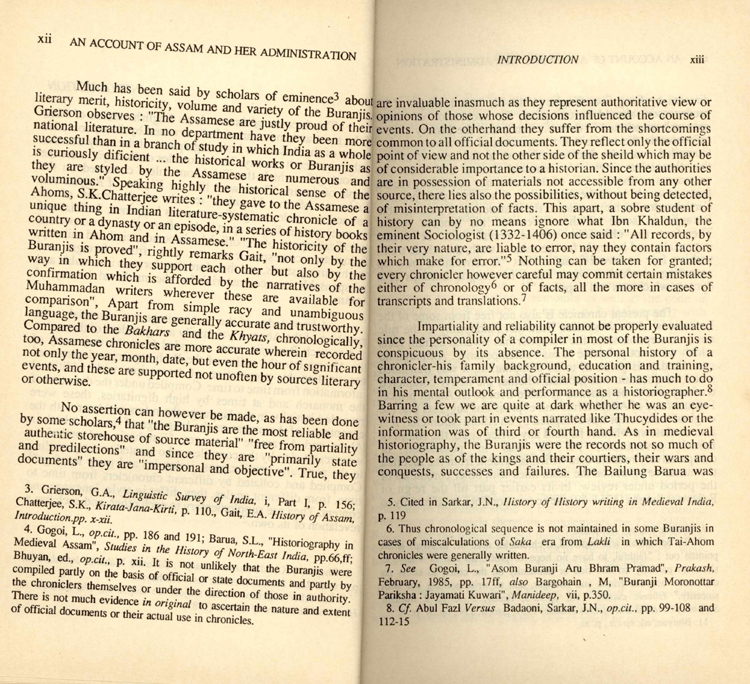 xii AN ACCOUNT OF ASSAM AND HER ADMINISTRATION
Much has been said by scholars of eminence³ about
literary merit, historicity, volume and variety of the Buranjis.
Grierson observes : "The Assamese are justly proud of their
national literature. In no department have they been more
successful than in a branch of study in which India as a whole
is curiously dificient ... the historical works or Buranjis as
they are styled by the Assamese are numerous and
voluminous." Speaking highly the historical sense of the
Ahoms, S.K.Chatterjee writes : "they gave to the Assamese a
unique thing in Indian literature-systematic chronicle of a
country or a dynasty or an episode, in a series of history books
written in Ahom and in Assamese." "The historicity of the
Buranjis is proved", rightly remarks Gait, "not only by the
way in which they support each other but also by the
confirmation which is afforded by the narratives of the
Muhammadan writers wherever these are available for
comparison", Apart from simple racy and unambiguous
language, the Buranjis are generally accurate and trustworthy.
Compared to the Bakhars and the Khyats, chronologically,
too, Assamese chronicles are more accurate wherein recorded
not only the year, month, date, but even the hour of significant
events, and these are supported not unoften by sources literary
or otherwise.
No assertion can however be made, as has been done
by some scholars,⁴ that "the Buranjis are the most reliable and
authentic storehouse of source material" "free from partiality
and predilections" and since they are "primarily state
documents" they are "impersonal and objective". True, they
3. Grierson, G.A., Linguistic Survey of India, i, Part I, p. 156;
Chatterjee, S.K., Kirata-Jana-Kirti, p. 110., Gait, E.A. History of Assam,
Introduction.pp. x-xii.
4. Gogoi, L., op.cit., pp. 186 and 191; Barua, S.L., "Historiography in
Medieval Assam", Studies in the History of North-East India, pp.66,ff;
Bhuyan, ed., op.cit., p. xii. It is not unlikely that the Buranjis were
compiled partly on the basis of official or state documents and partly by
the chroniclers themselves or under the direction of those in authority.
There is not much evidence in original to ascertain the nature and extent
of official documents or their actual use in chronicles.
INTRODUCTION xiii
are invaluable inasmuch as they represent authoritative view or
opinions of those whose decisions influenced the course of
events. On the otherhand they suffer from the shortcomings
common to all official documents. They reflect only the official
point of view and not the other side of the sheild which may be
of considerable importance to a historian. Since the authorities
are in possession of materials not accessible from any other
source, there lies also the possibilities, without being detected,
of misinterpretation of facts. This apart, a sobre student of
history can by no means ignore what Ibn Khaldun, the
eminent Sociologist (1332-1406) once said : "All records, by
their very nature, are liable to error, nay they contain factors
which make for error."⁵ Nothing can be taken for granted;
every chronicler however careful may commit certain mistakes
either of chronology⁶ or of facts, all the more in cases of
transcripts and translations.⁷
Impartiality and reliability cannot be properly evaluated
since the personality of a compiler in most of the Buranjis is
conspicuous by its absence. The personal history of a
chronicler-his family background, education and training,
character, temperament and official position - has much to do
in his mental outlook and performance as a historiographer.⁸
Barring a few we are quite at dark whether he was an eye-
witness or took part in events narrated like Thucydides or the
information was of third or fourth hand. As in medieval
historiography, the Buranjis were the records not so much of
the people as of the kings and their courtiers, their wars and
conquests, successes and failures. The Bailung Barua was
5. Cited in Sarkar, J.N., History of History writing in Medieval India,
p. 119
6. Thus chronological sequence is not maintained in some Buranjis in
cases of miscalculations of Saka era from Lakli in which Tai-Ahom
chronicles were generally written.
7. See Gogoi, L., "Asom Buranji Aru Bhram Pramad", Prakash,
February, 1985, pp. 17ff, also Bargohain , M, "Buranji Moronottar
Pariksha : Jayamati Kuwari", Manideep, vii, p.350.
8. Cf. Abul Fazl Versus Badaoni, Sarkar, J.N., op.cit., pp. 99-108 and
112-15